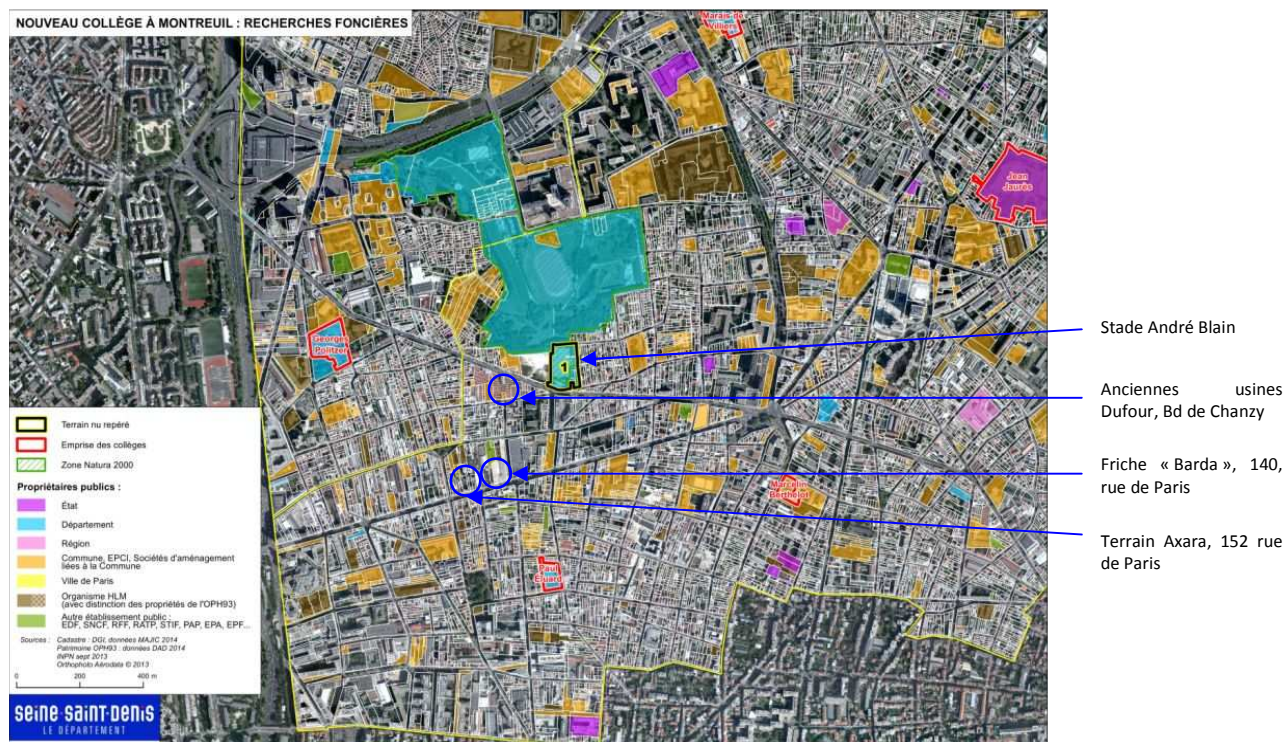 NOUVEAU COLLÈGE À MONTREUIL : RECHERCHES FONCIÈRES
Marais de
Villiers
Jean
Jaurès
Georges
Politzer
1
Marcelin
Berthelot
Paul
Eluard
Stade André Blain
Anciennes usines
Dufour, Bd de Chanzy
Friche « Barda », 140,
rue de Paris
Terrain Axara, 152 rue
de Paris
Terrain nu repéré
Emprise des collèges
Zone Natura 2000
Propriétaires publics :
État
Département
Région
Commune, EPCI, Sociétés d'aménagement
liées à la Commune
Ville de Paris
Organisme HLM
(avec distinction des propriétés de l'OPH93)
Autre établissement public :
EDF, SNCF, RFF, RATP, STIF, PAP, EPA, EPF...
Sources : Cadastre : DGI, données MAJIC 2014
Patrimoine OPH93 : données DAD 2014
INPN sept 2013
Orthophoto Aérodata © 2013
0 200 400 m
seine-saint-denis
LE DÉPARTEMENT